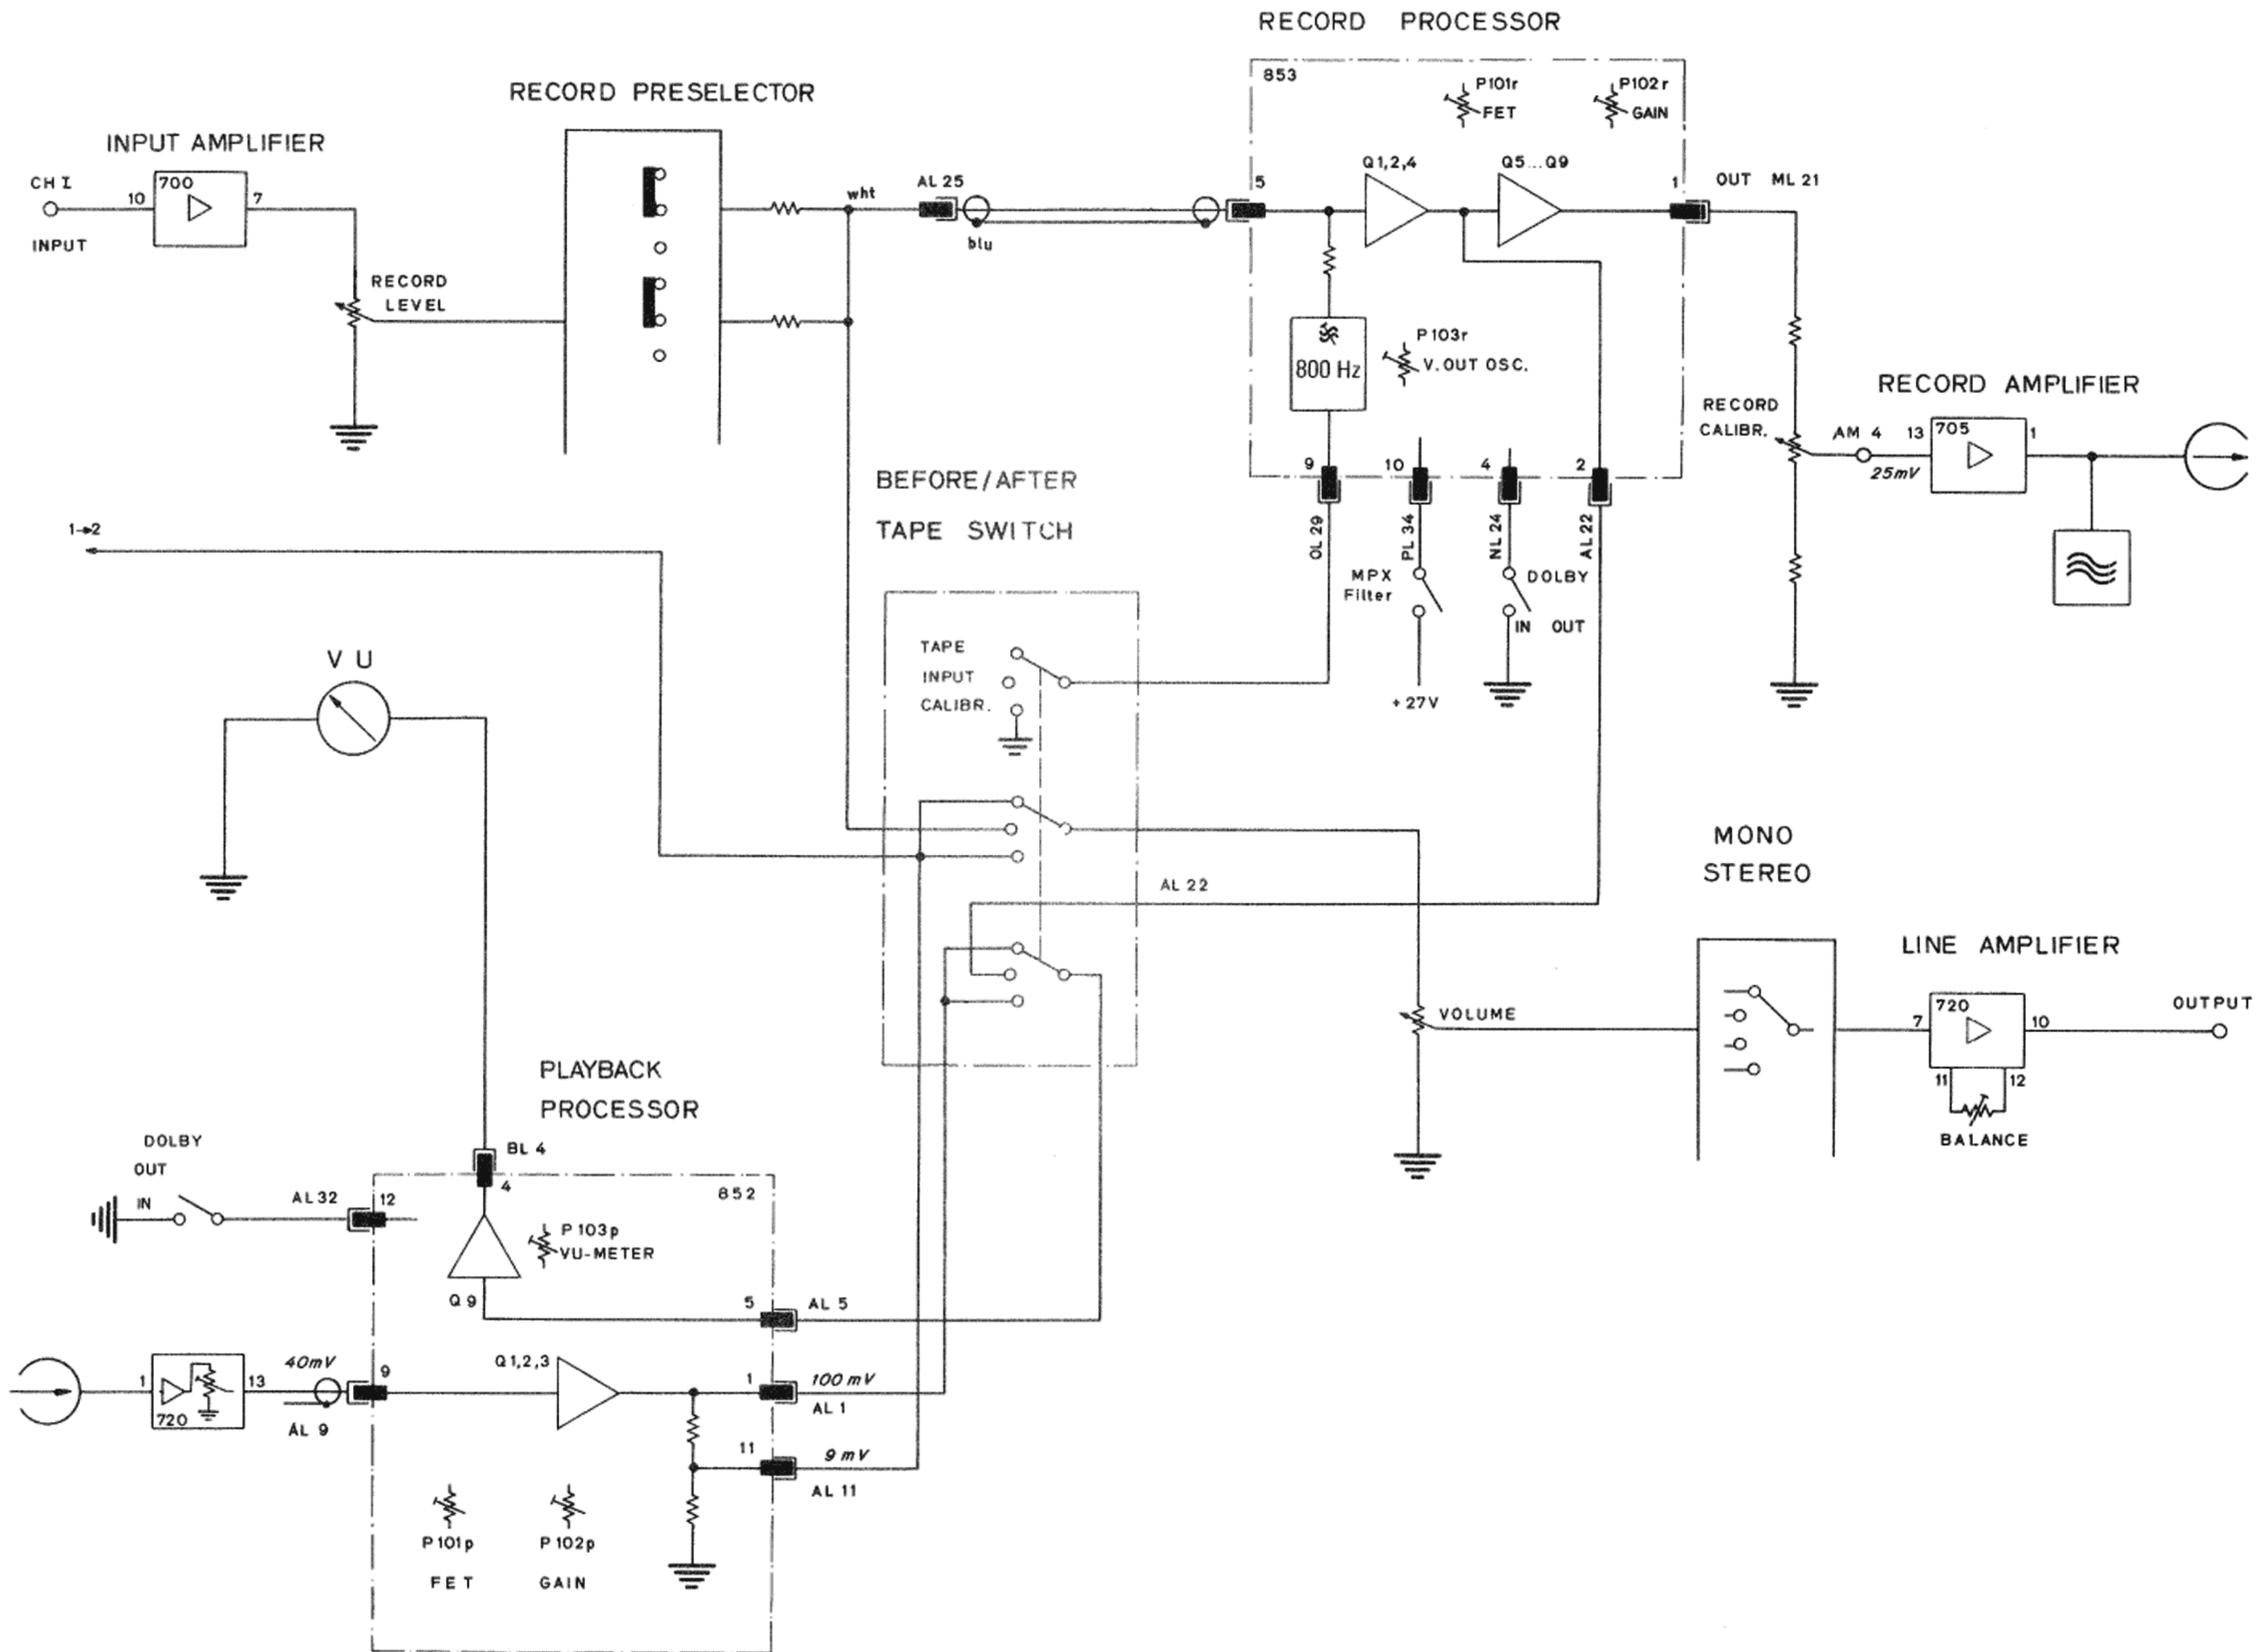 RECORD PROCESSOR
853
P101r
FET
P102r
GAIN
RECORD PRESELECTOR
INPUT AMPLIFIER
CH I
INPUT
10
700
7
RECORD
LEVEL
wht
AL 25
blu
5
Q1,2,4
Q5...Q9
1
OUT ML 21
800 Hz
P103r
V.OUT OSC.
9
10
4
2
OL 29
PL 34
NL 24
AL 22
MPX
Filter
+27V
DOLBY
IN OUT
RECORD
CALIBR.
RECORD AMPLIFIER
AM 4
25mV
13
705
1
BEFORE/AFTER
TAPE SWITCH
1→2
TAPE
INPUT
CALIBR.
VU
AL 22
MONO
STEREO
VOLUME
LINE AMPLIFIER
7
720
10
OUTPUT
11
12
BALANCE
PLAYBACK
PROCESSOR
DOLBY
OUT
IN
AL 32
12
BL 4
4
852
P103p
VU-METER
Q9
5
AL 5
1
720
13
40mV
AL 9
9
Q1,2,3
1
100 mV
AL 1
11
9 mV
AL 11
P101p
FET
P102p
GAIN